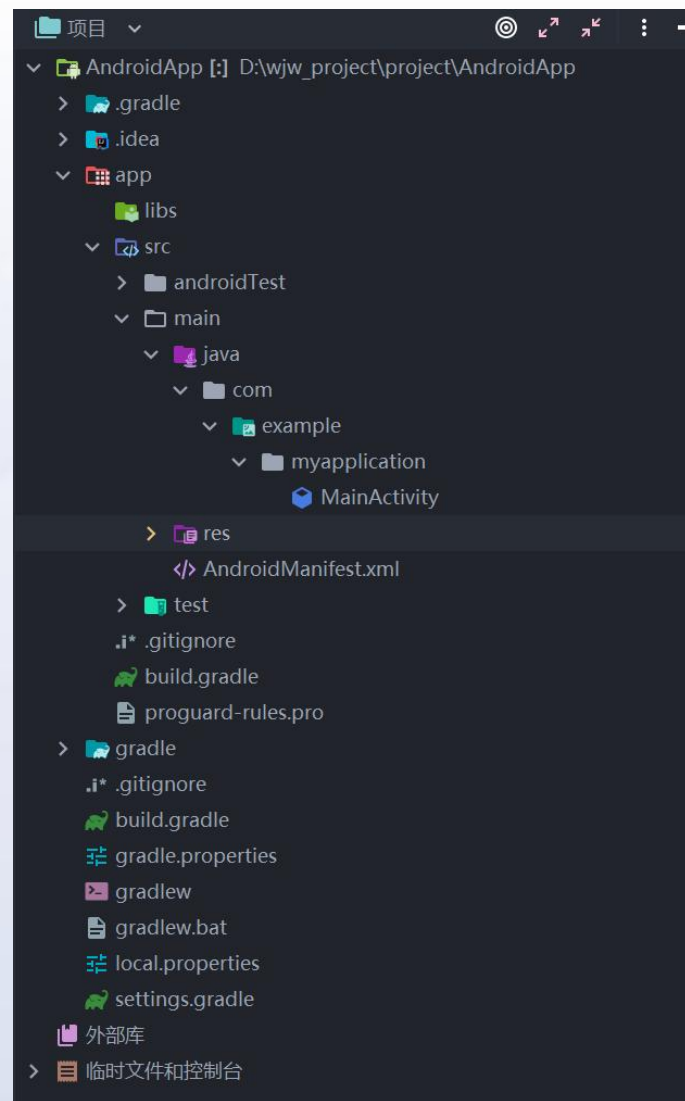 项目
AndroidApp [:] D:\wjw_project\project\AndroidApp
.gradle
.idea
app
libs
src
androidTest
main
java
com
example
myapplication
MainActivity
res
AndroidManifest.xml
test
.i* .gitignore
build.gradle
proguard-rules.pro
gradle
.i* .gitignore
build.gradle
gradle.properties
gradlew
gradlew.bat
local.properties
settings.gradle
外部库
临时文件和控制台